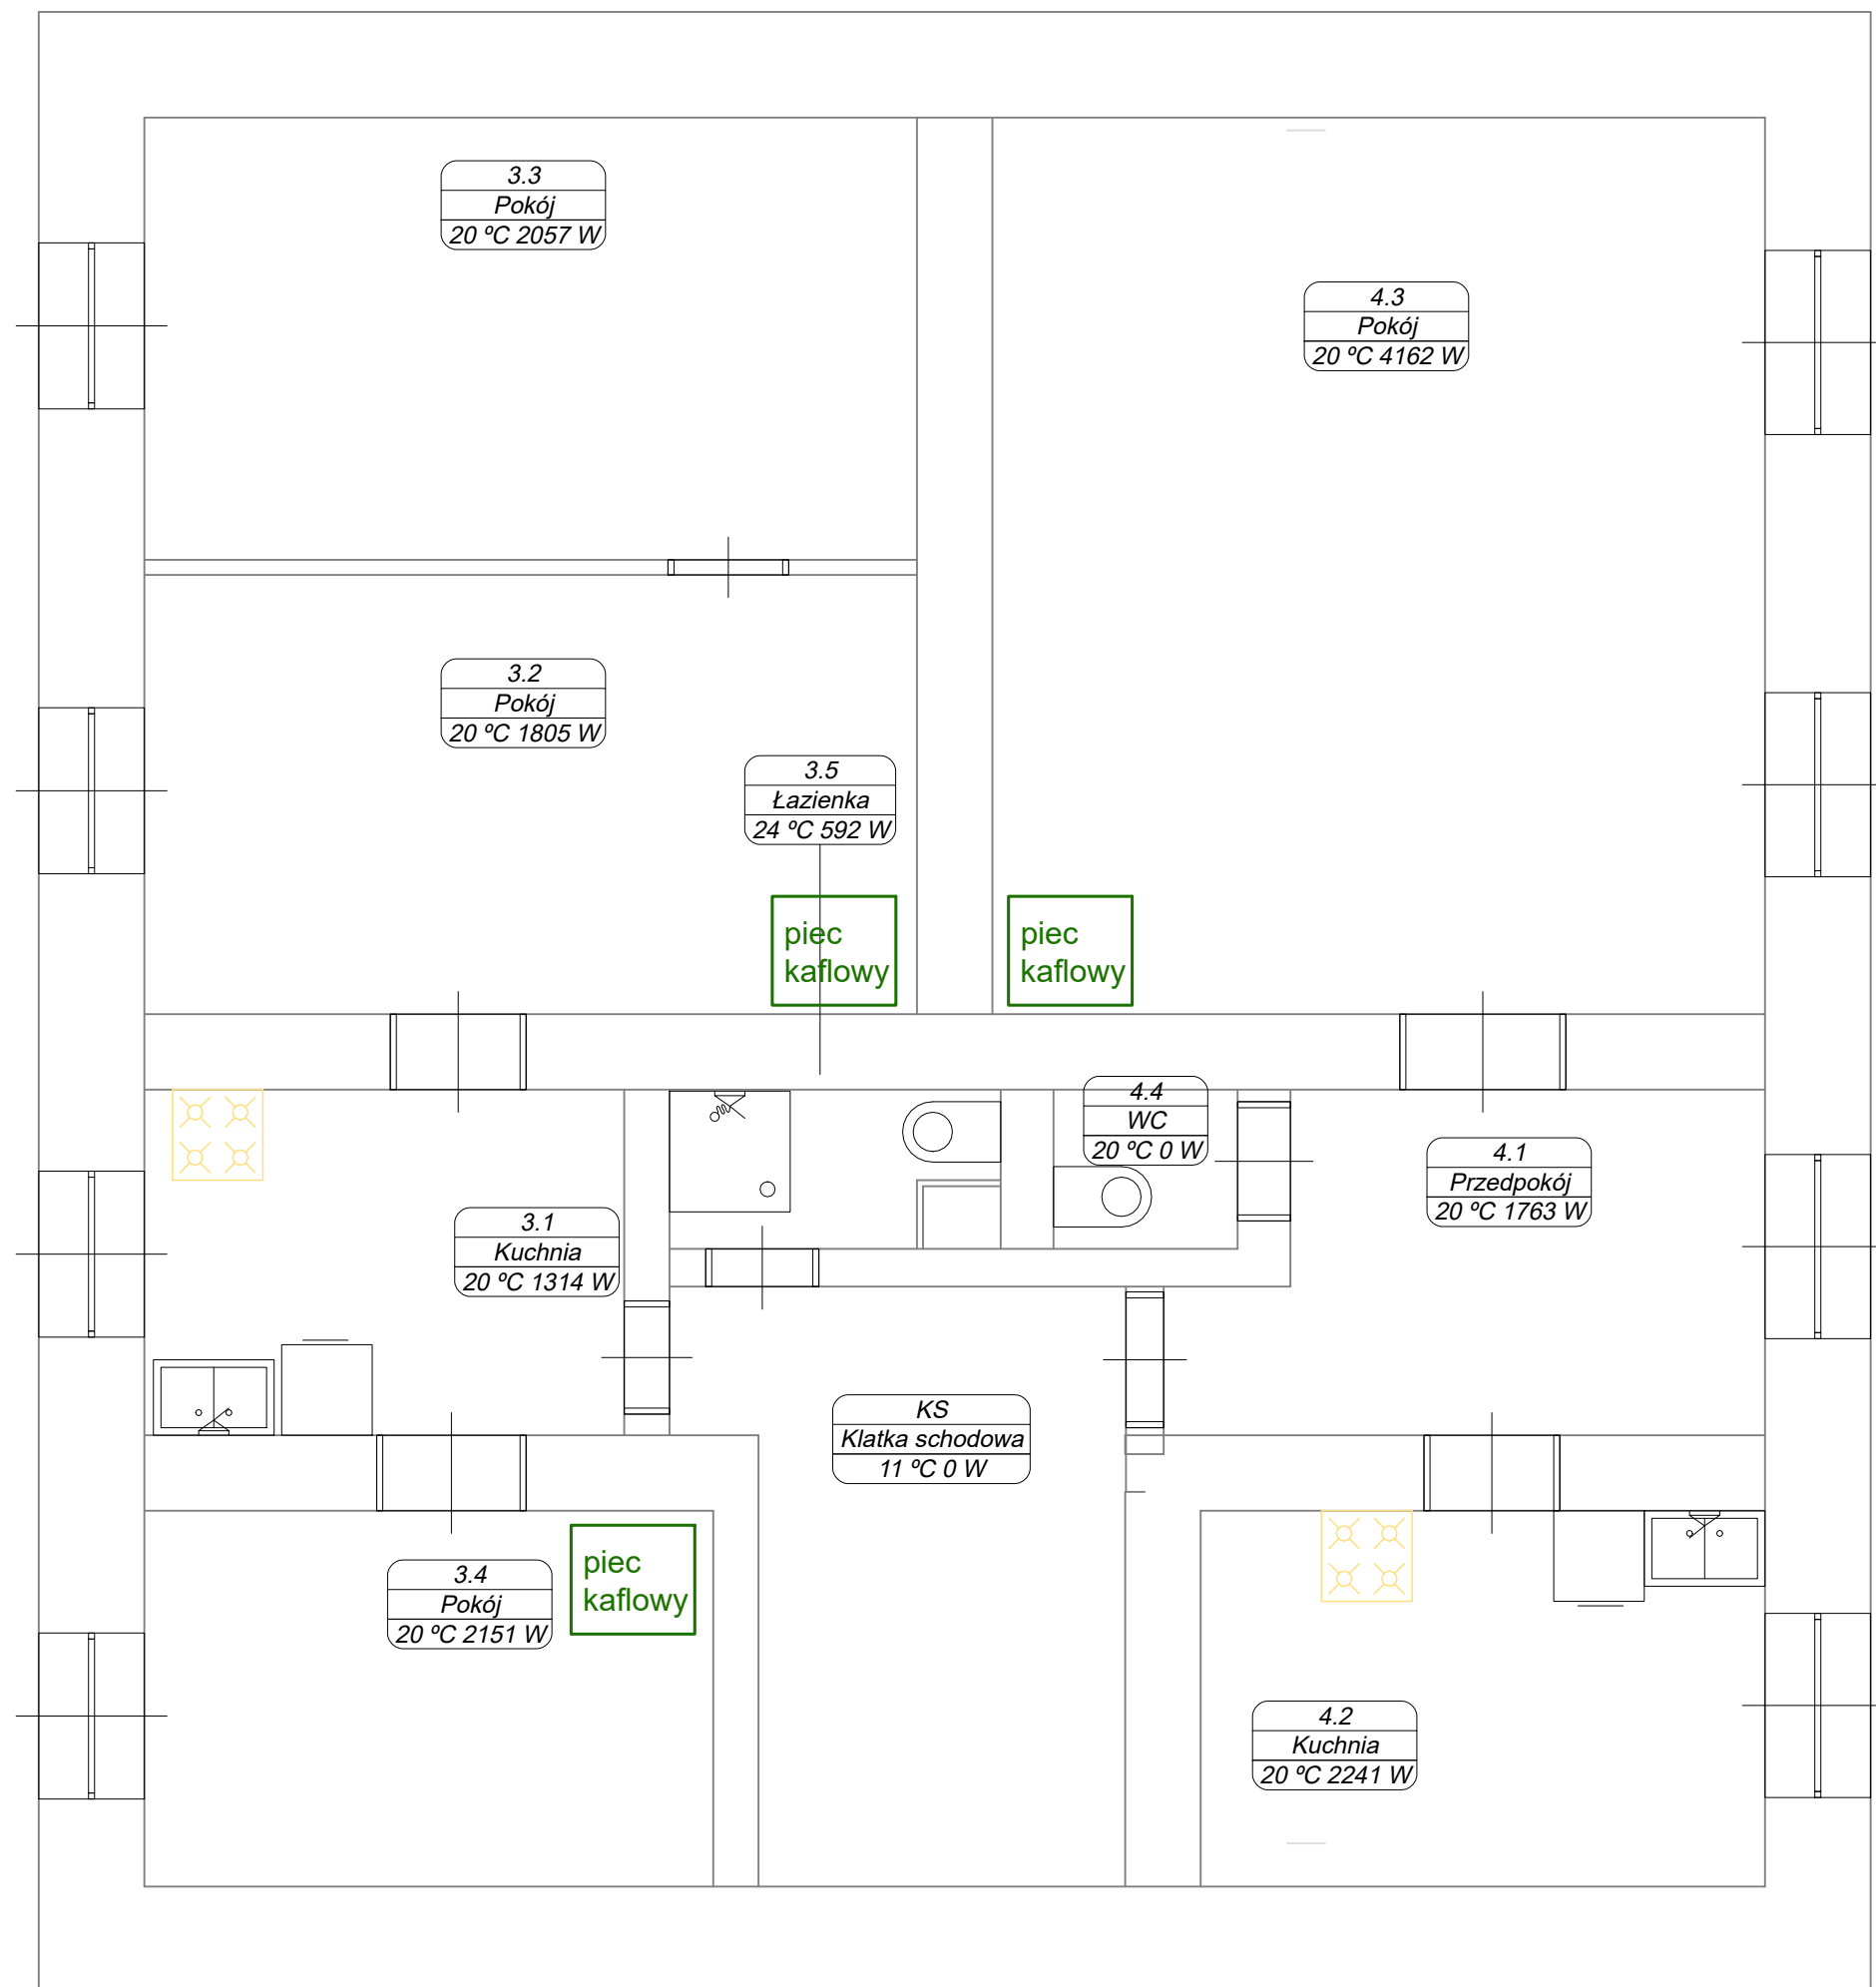 3.3
Pokój
20 ºC 2057 W
4.3
Pokój
20 ºC 4162 W
3.2
Pokój
20 ºC 1805 W
3.5
Łazienka
24 ºC 592 W
piec
kaflowy
piec
kaflowy
4.4
WC
20 ºC 0 W
4.1
Przedpokój
20 ºC 1763 W
3.1
Kuchnia
20 ºC 1314 W
KS
Klatka schodowa
11 ºC 0 W
piec
kaflowy
3.4
Pokój
20 ºC 2151 W
4.2
Kuchnia
20 ºC 2241 W